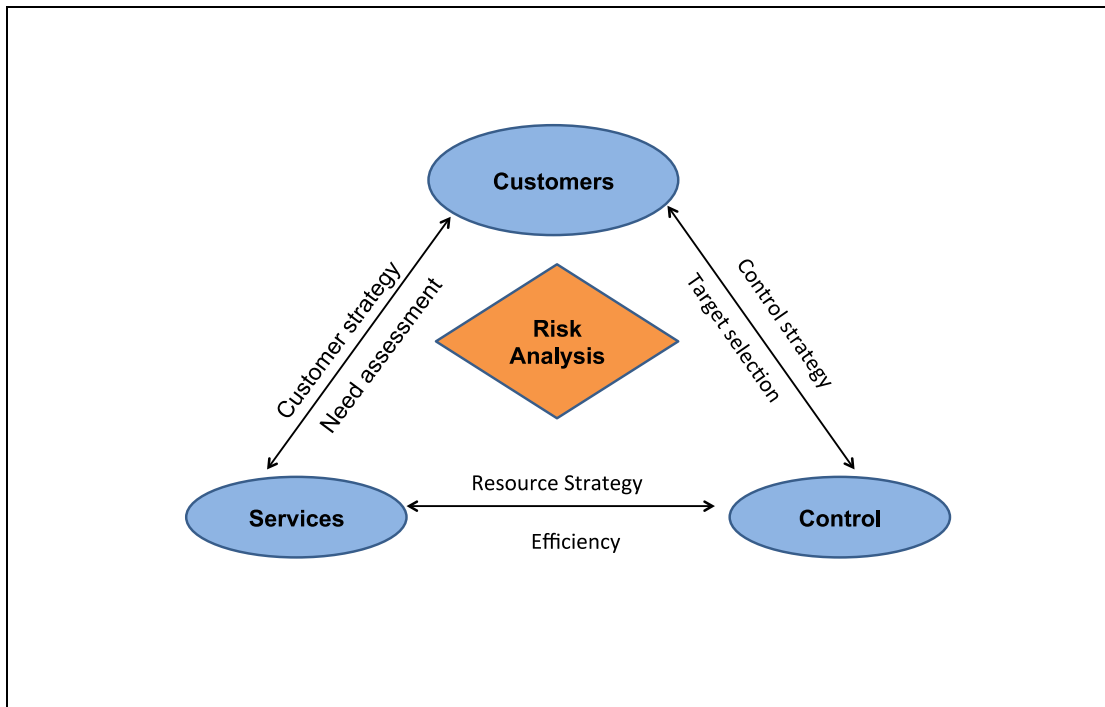 Customers
Customer strategy
Need assessment
Risk
Analysis
Target selection
Control strategy
Services
Resource Strategy
Efficiency
Control